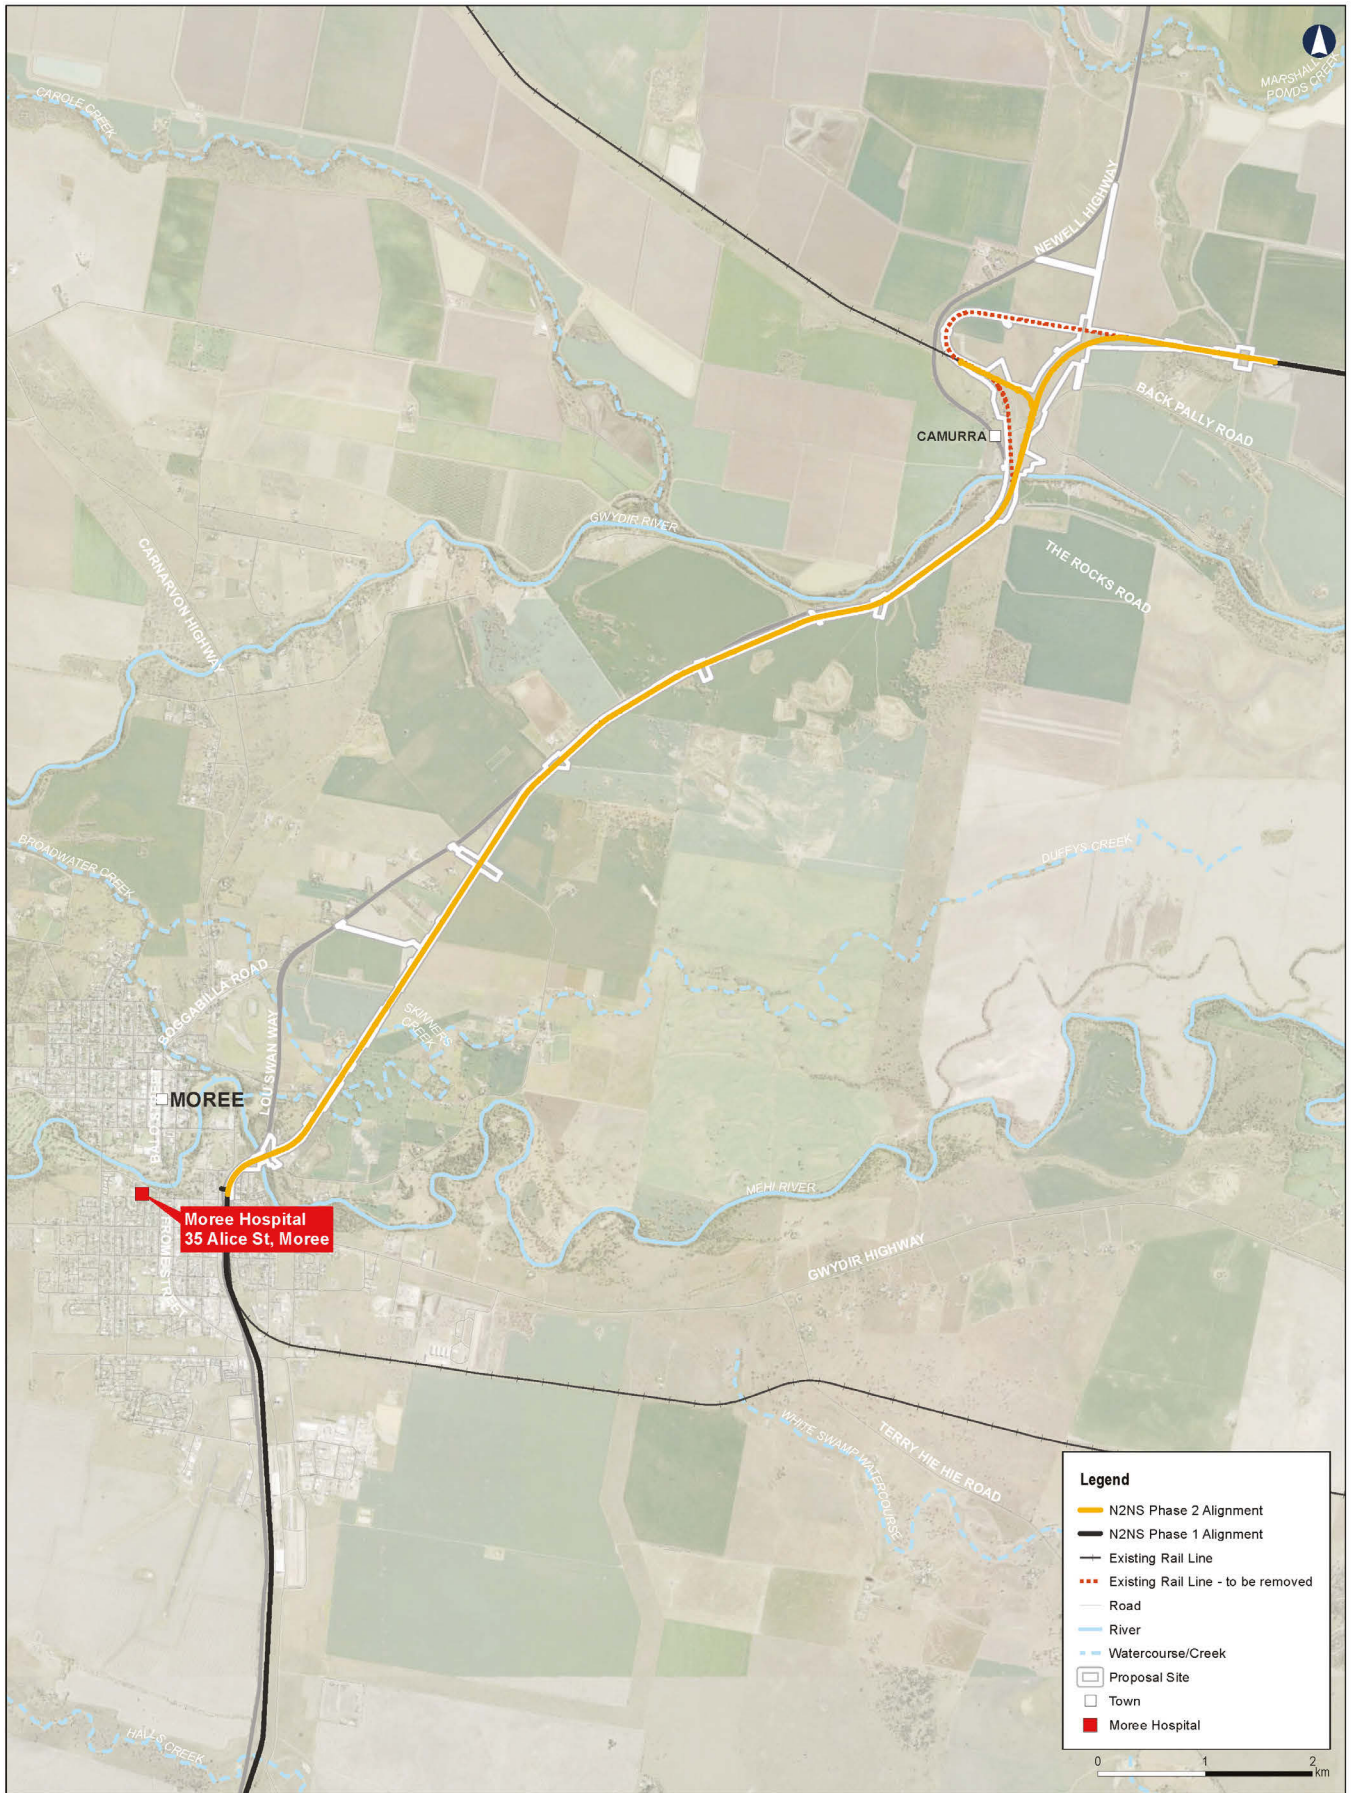 MARSHALL
PONDS CREEK
CAROLE CREEK
NEWELL HIGHWAY
BACK PALLY ROAD
CAMURRA
GWYDIR RIVER
THE ROCKS ROAD
CARNARVON HIGHWAY
BROADWATER CREEK
DUFFYS CREEK
BOGGABILLA ROAD
SKINNERS
CREEK
LOU SWAN WAY
MOREE
BALO ST
MEHI RIVER
Moree Hospital
35 Alice St, Moree
FROME STREET
GWYDIR HIGHWAY
WHITE SWAMP WATERCOURSE
TERRY HIE HIE ROAD
HALLS CREEK
Legend
N2NS Phase 2 Alignment
N2NS Phase 1 Alignment
Existing Rail Line
Existing Rail Line - to be removed
Road
River
Watercourse/Creek
Proposal Site
Town
Moree Hospital
0 1 2
km